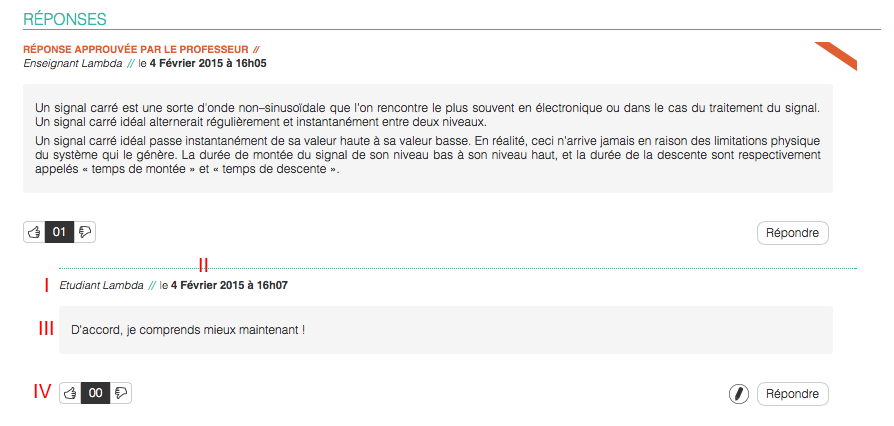 RÉPONSES
RÉPONSE APPROUVÉE PAR LE PROFESSEUR //
Enseignant Lambda // le 4 Février 2015 à 16h05
Un signal carré est une sorte d'onde non–sinusoïdale que l'on rencontre le plus souvent en électronique ou dans le cas du traitement du signal.
Un signal carré idéal alternerait régulièrement et instantanément entre deux niveaux.
Un signal carré idéal passe instantanément de sa valeur haute à sa valeur basse. En réalité, ceci n'arrive jamais en raison des limitations physique
du système qui le génère. La durée de montée du signal de son niveau bas à son niveau haut, et la durée de la descente sont respectivement
appelés « temps de montée » et « temps de descente ».
01 Répondre
II
I Etudiant Lambda // le 4 Février 2015 à 16h07
III D'accord, je comprends mieux maintenant !
IV 00 Répondre